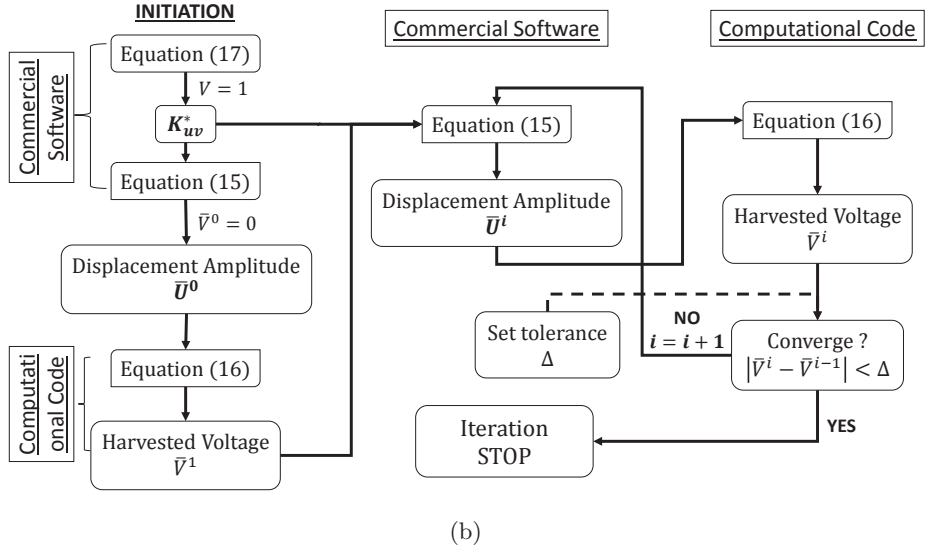 INITIATION
Commercial
Software
Equation (17)
V = 1
K*uv
Equation (15)
V̄⁰ = 0
Displacement Amplitude
Ū⁰
Computati
onal Code
Equation (16)
Harvested Voltage
V̄¹
Commercial Software
Equation (15)
Displacement Amplitude
Ūⁱ
Set tolerance
Δ
NO
i = i + 1
Iteration
STOP
Computational Code
Equation (16)
Harvested Voltage
V̄ⁱ
Converge ?
|V̄ⁱ − V̄ⁱ⁻¹| < Δ
YES
(b)